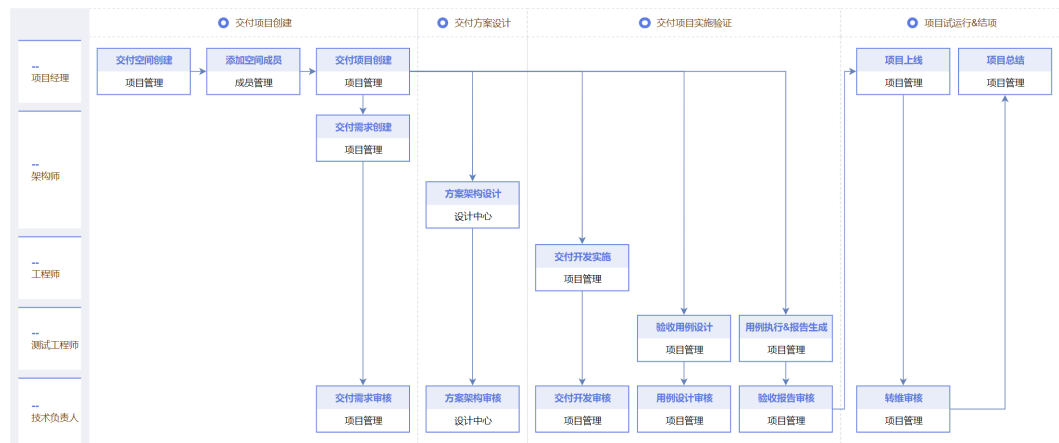 交付项目创建
交付方案设计
交付项目实施验证
项目试运行&结项
--
项目经理
交付空间创建
项目管理
添加空间成员
成员管理
交付项目创建
项目管理
项目上线
项目管理
项目总结
项目管理
交付需求创建
项目管理
--
架构师
方案架构设计
设计中心
--
工程师
交付开发实施
项目管理
--
测试工程师
验收用例设计
项目管理
用例执行&报告生成
项目管理
--
技术负责人
交付需求审核
项目管理
方案架构审核
设计中心
交付开发审核
项目管理
用例设计审核
项目管理
验收报告审核
项目管理
转维审核
项目管理